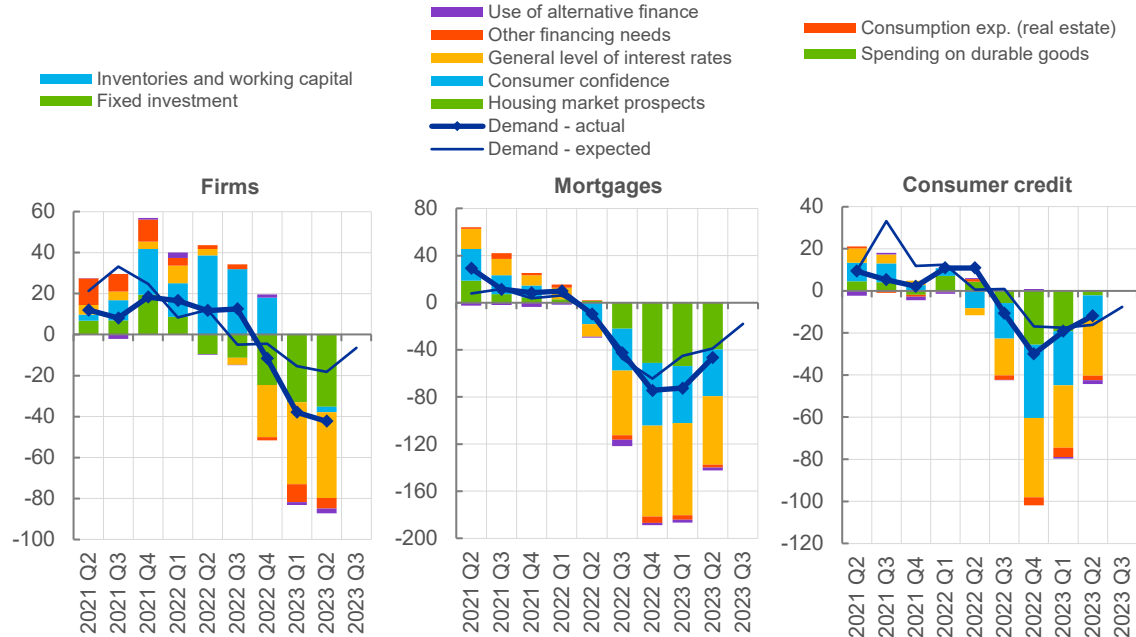 Inventories and working capital
Fixed investment
Use of alternative finance
Other financing needs
General level of interest rates
Consumer confidence
Housing market prospects
Demand - actual
Demand - expected
Consumption exp. (real estate)
Spending on durable goods
Firms
60
40
20
0
-20
-40
-60
-80
-100
2021 Q2
2021 Q3
2021 Q4
2022 Q1
2022 Q2
2022 Q3
2022 Q4
2023 Q1
2023 Q2
2023 Q3
Mortgages
80
40
0
-40
-80
-120
-160
-200
2021 Q2
2021 Q3
2021 Q4
2022 Q1
2022 Q2
2022 Q3
2022 Q4
2023 Q1
2023 Q2
2023 Q3
Consumer credit
40
20
0
-20
-40
-60
-80
-100
-120
2021 Q2
2021 Q3
2021 Q4
2022 Q1
2022 Q2
2022 Q3
2022 Q4
2023 Q1
2023 Q2
2023 Q3